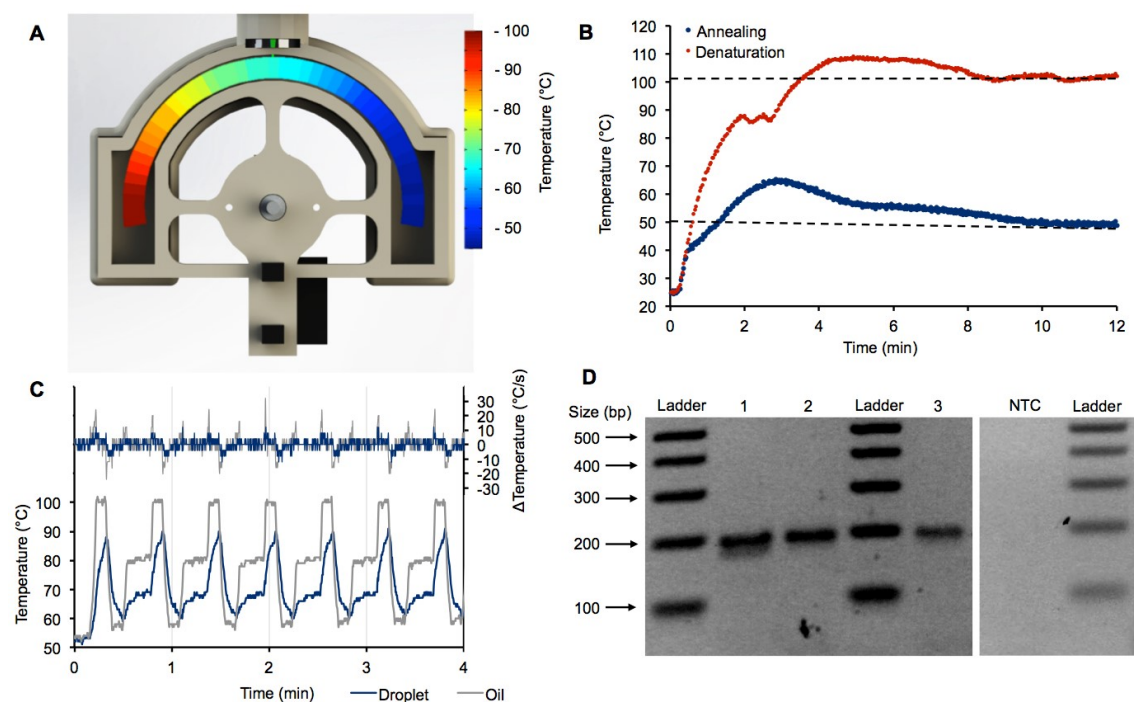 A
- 100
- 90
- 80
- 70
- 60
- 50
Temperature (°C)
B
Annealing
Denaturation
120
110
100
90
80
70
60
50
40
30
20
Temperature (°C)
0 2 4 6 8 10 12
Time (min)
C
30
20
10
0
-10
-20
-30
ΔTemperature (°C/s)
100
90
80
70
60
50
Temperature (°C)
0 1 2 3 4
Time (min)
Droplet
Oil
D
Size (bp)
Ladder 1 2 Ladder 3 NTC Ladder
500
400
300
200
100